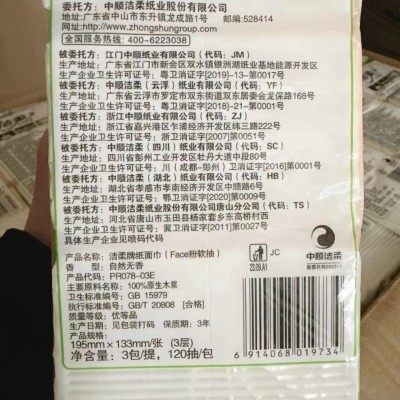 委托方：中顺洁柔纸业股份有限公司
地址：广东省中山市东升镇龙成路1号
网址：http://www.zhongshungroup.com 邮编：528414
全国服务热线：400-6223038
被委托方：江门中顺纸业有限公司（代码：JM）
生产地址：广东省江门市新会区双水镇银洲湖纸业基地能源开发区
生产企业卫生许可证号：粤卫消证字[2019]-13-第0017号
被委托方：中顺洁柔（云浮）纸业有限公司（代码：YF）
生产地址：广东省云浮市罗定市双东街道双东居委会龙保路168号
生产企业卫生许可证号：粤卫消证字[2018]-21-第0001号
被委托方：浙江中顺纸业有限公司（代码：ZJ）
生产地址：浙江省嘉兴港区乍浦经济开发区纬三路222号
生产企业卫生许可证号：浙卫消证字[2007]第0051号
被委托方：中顺洁柔（四川）纸业有限公司（代码：SC）
生产地址：四川省彭州工业开发区牡丹大道中段80号
生产企业卫生许可证号：川（成都-彭州）卫消证字[2016]第0001号
被委托方：中顺洁柔（湖北）纸业有限公司（代码：HB）
生产地址：湖北省孝感市孝南经济开发区中顺路6号
生产企业卫生许可证号：鄂卫消证字[2020]第0009号
被委托方：中顺洁柔纸业股份有限公司唐山分公司（代码：TS）
生产地址：河北省唐山市玉田县杨家套乡东高桥村西
生产企业卫生许可证号：冀卫消证字[2011]第0027号
具体生产企业见喷码代码
产品名称：洁柔牌纸面巾（Face粉软抽）
香型：自然无香
产品编码：PR078-03E
主要原料名称：100%原生木浆
卫生标准编号：GB 15979
执行标准编号：GB/T 20808 [合格]
质量等级：优等品
生产日期：见包装打码 保质期：3年
195mm×133mm/张 (3层)
净含量：3包/提，120抽/包
JC
23.09.A1
中顺洁柔
6 914068 019734